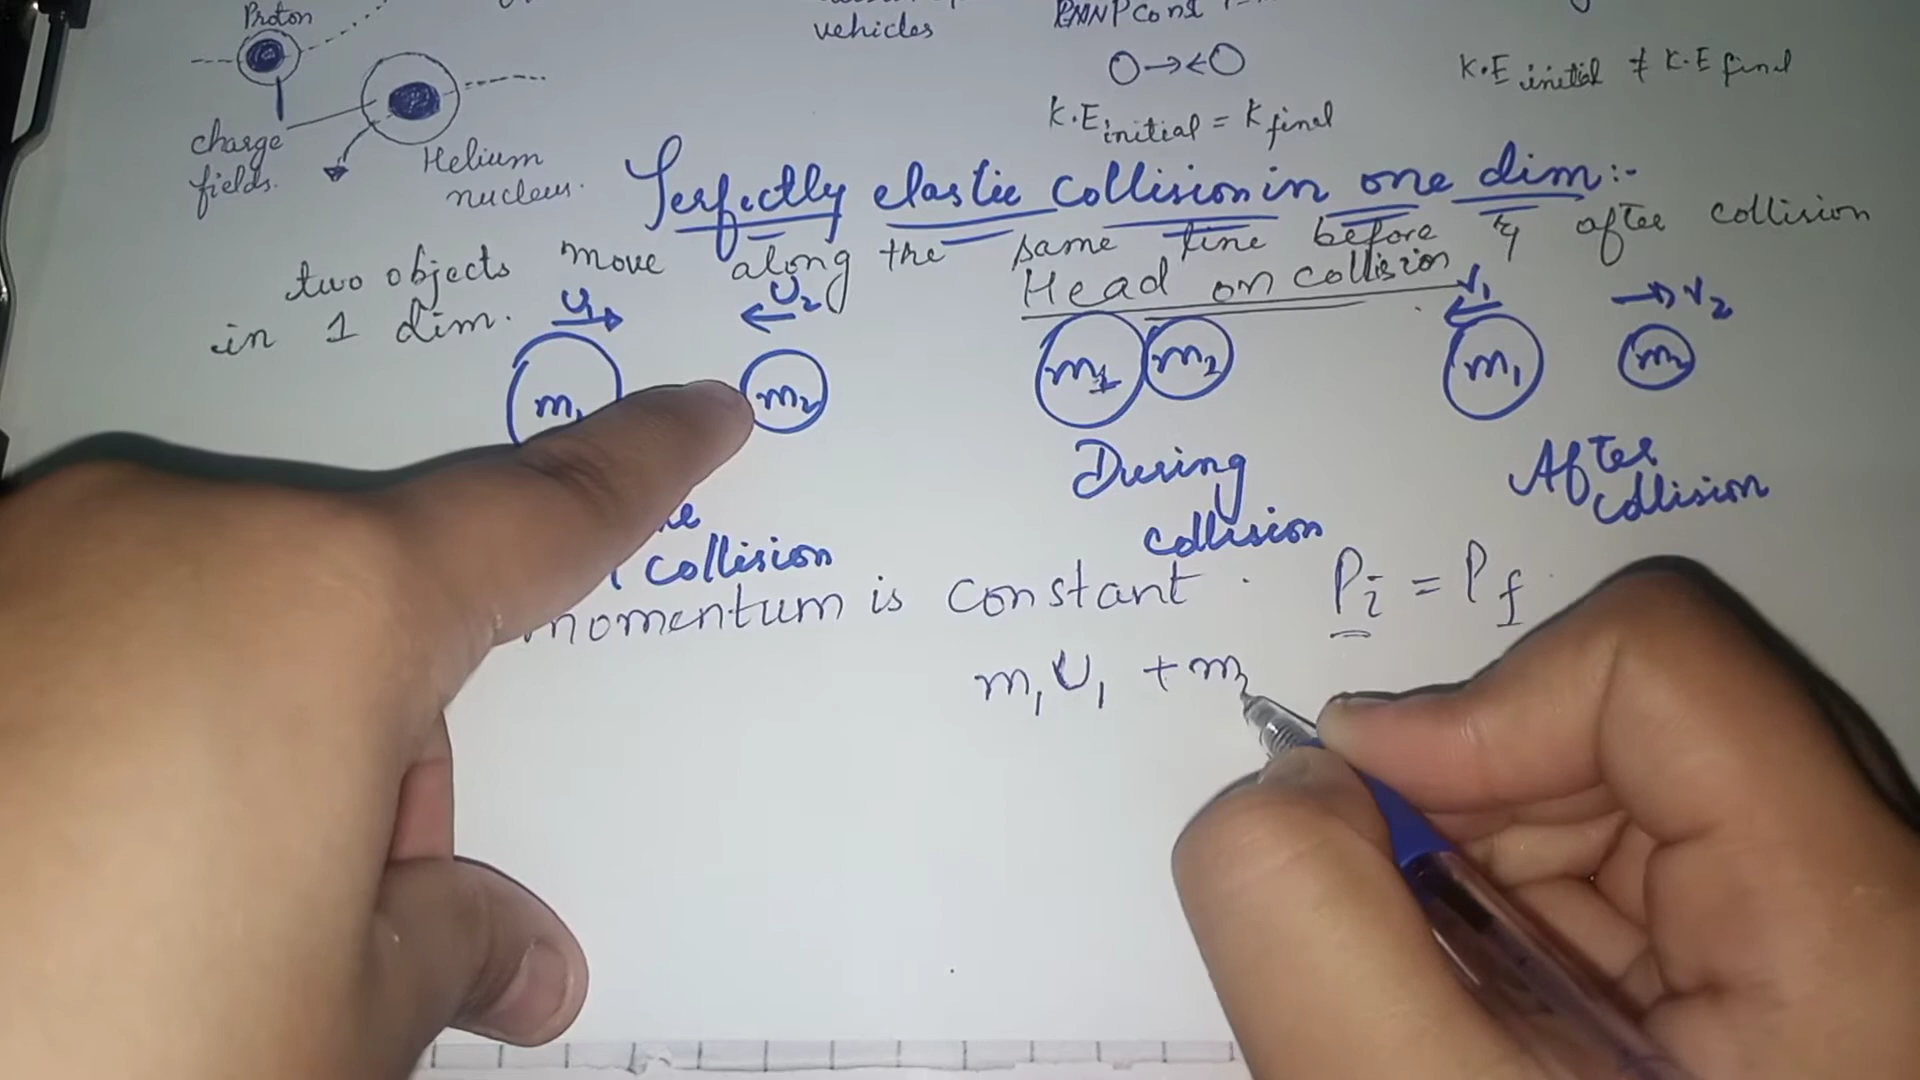 Proton
vehicles
K.E initial ≠ K.E final
K.E initial = K final
charge
fields.
Helium
nucleus.
Perfectly elastic collision in one dim:-
two objects move along the same line before & after collision
in 1 dim.
Head on collision
U1 U2
v1 v2
m1 m2
m1 m2
m1 m2
During
collision
After
collision
collision
momentum is constant. Pi = Pf
m1U1 + m2